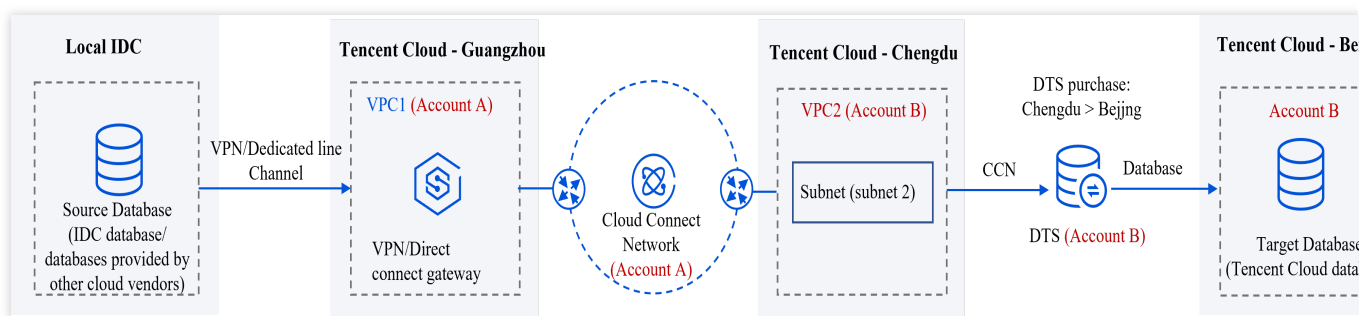 Local IDC
Source Database
(IDC database/
databases provided by
other cloud vendors)
VPN/Dedicated line
Channel
Tencent Cloud - Guangzhou
VPC1 (Account A)
VPN/Direct
connect gateway
Cloud Connect
Network
(Account A)
Tencent Cloud - Chengdu
VPC2 (Account B)
Subnet (subnet 2)
CCN
DTS purchase:
Chengdu > Bejjng
DTS (Account B)
Database
Tencent Cloud - Be
Account B
Target Database
(Tencent Cloud data